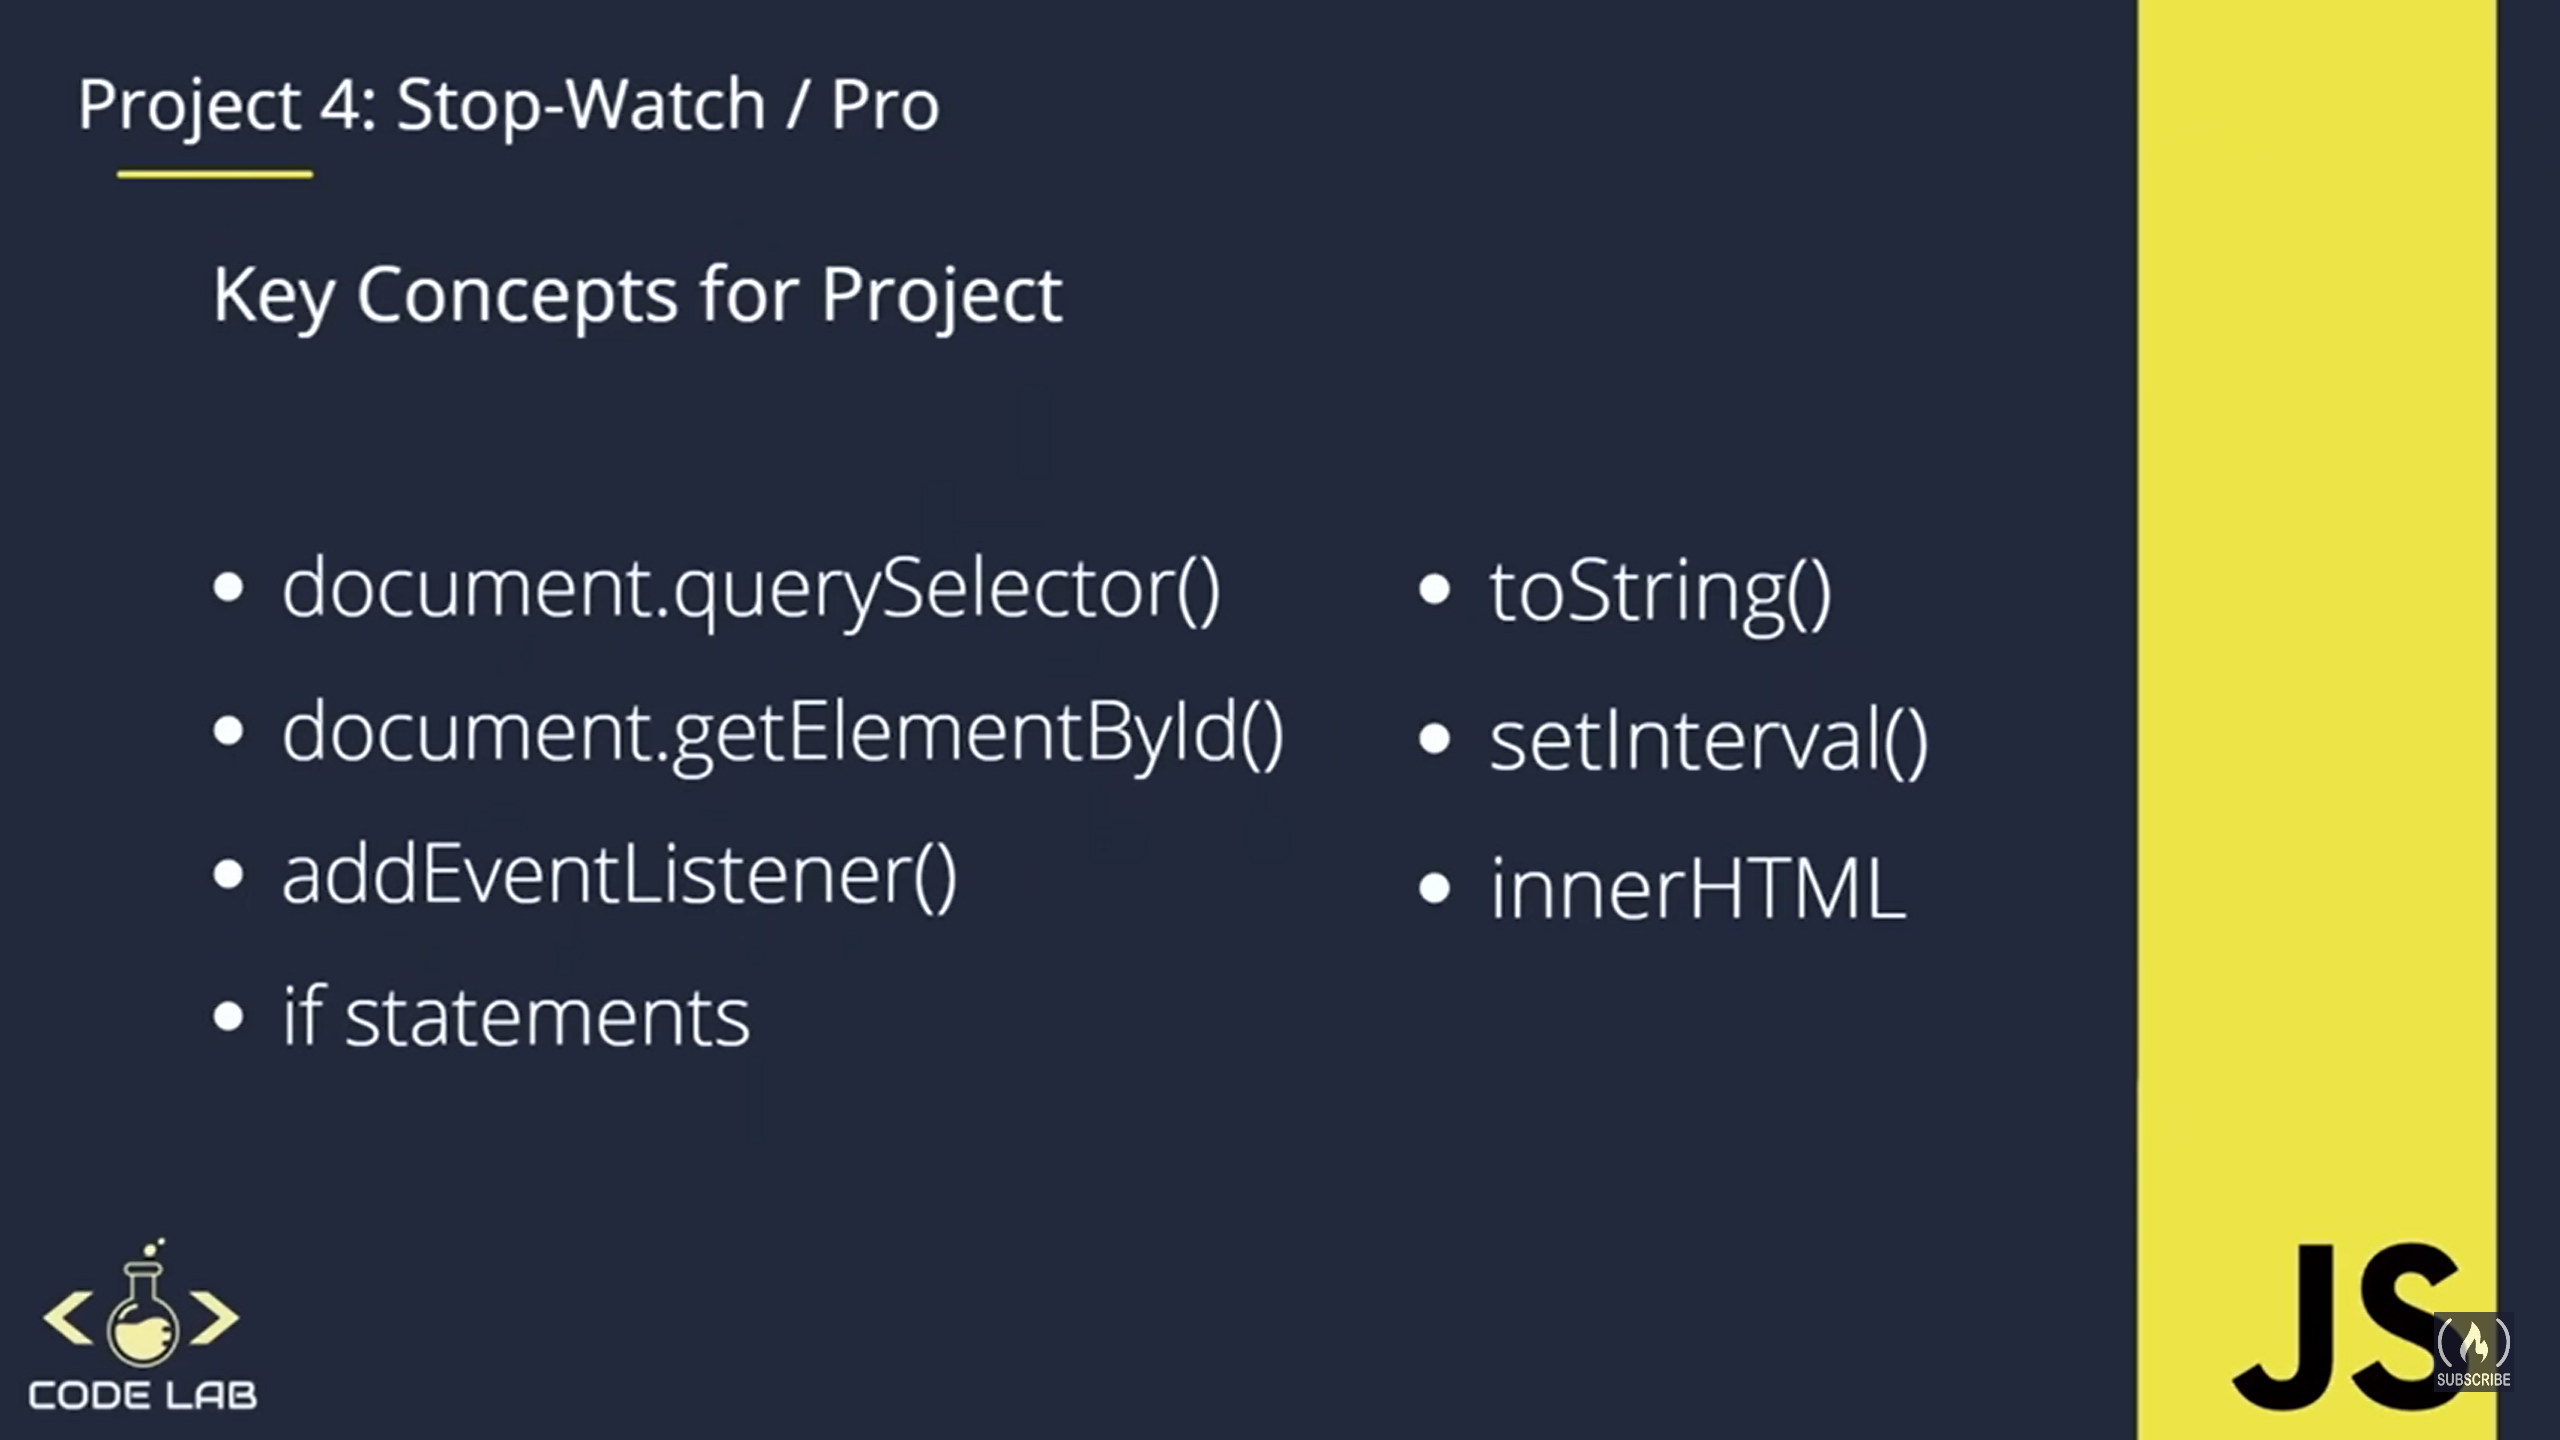 Project 4: Stop-Watch / Pro
Key Concepts for Project
document.querySelector()
document.getElementById()
addEventListener()
if statements
toString()
setInterval()
innerHTML
CODE LAB
JS
SUBSCRIBE